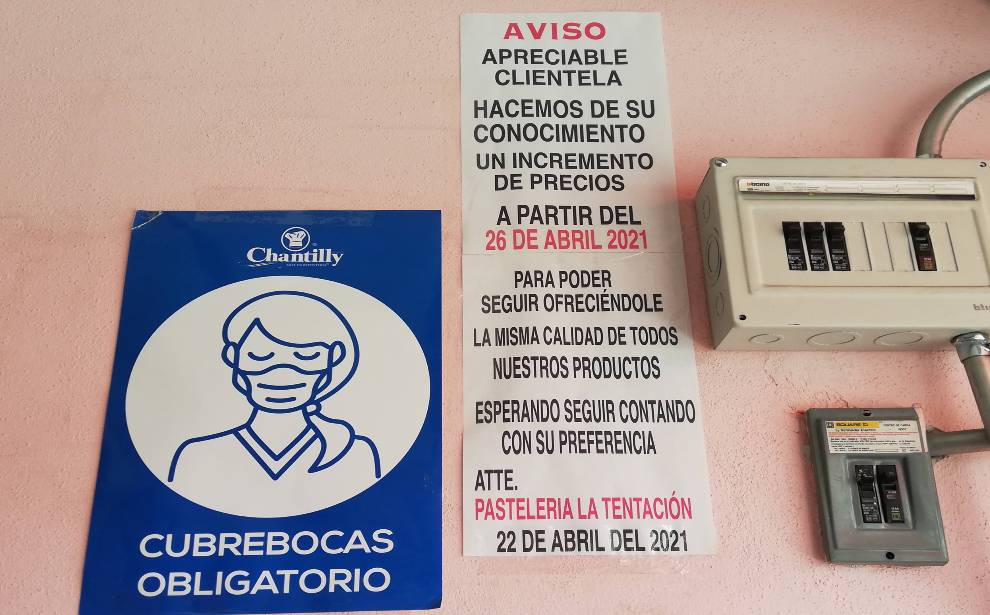 Chantilly
CUBREBOCAS
OBLIGATORIO
AVISO
APRECIABLE
CLIENTELA
HACEMOS DE SU
CONOCIMIENTO
UN INCREMENTO
DE PRECIOS
A PARTIR DEL
26 DE ABRIL 2021
PARA PODER
SEGUIR OFRECIÉNDOLE
LA MISMA CALIDAD DE TODOS
NUESTROS PRODUCTOS
ESPERANDO SEGUIR CONTANDO
CON SU PREFERENCIA
ATTE.
PASTELERIA LA TENTACIÓN
22 DE ABRIL DEL 2021
bticino
SQUARE D